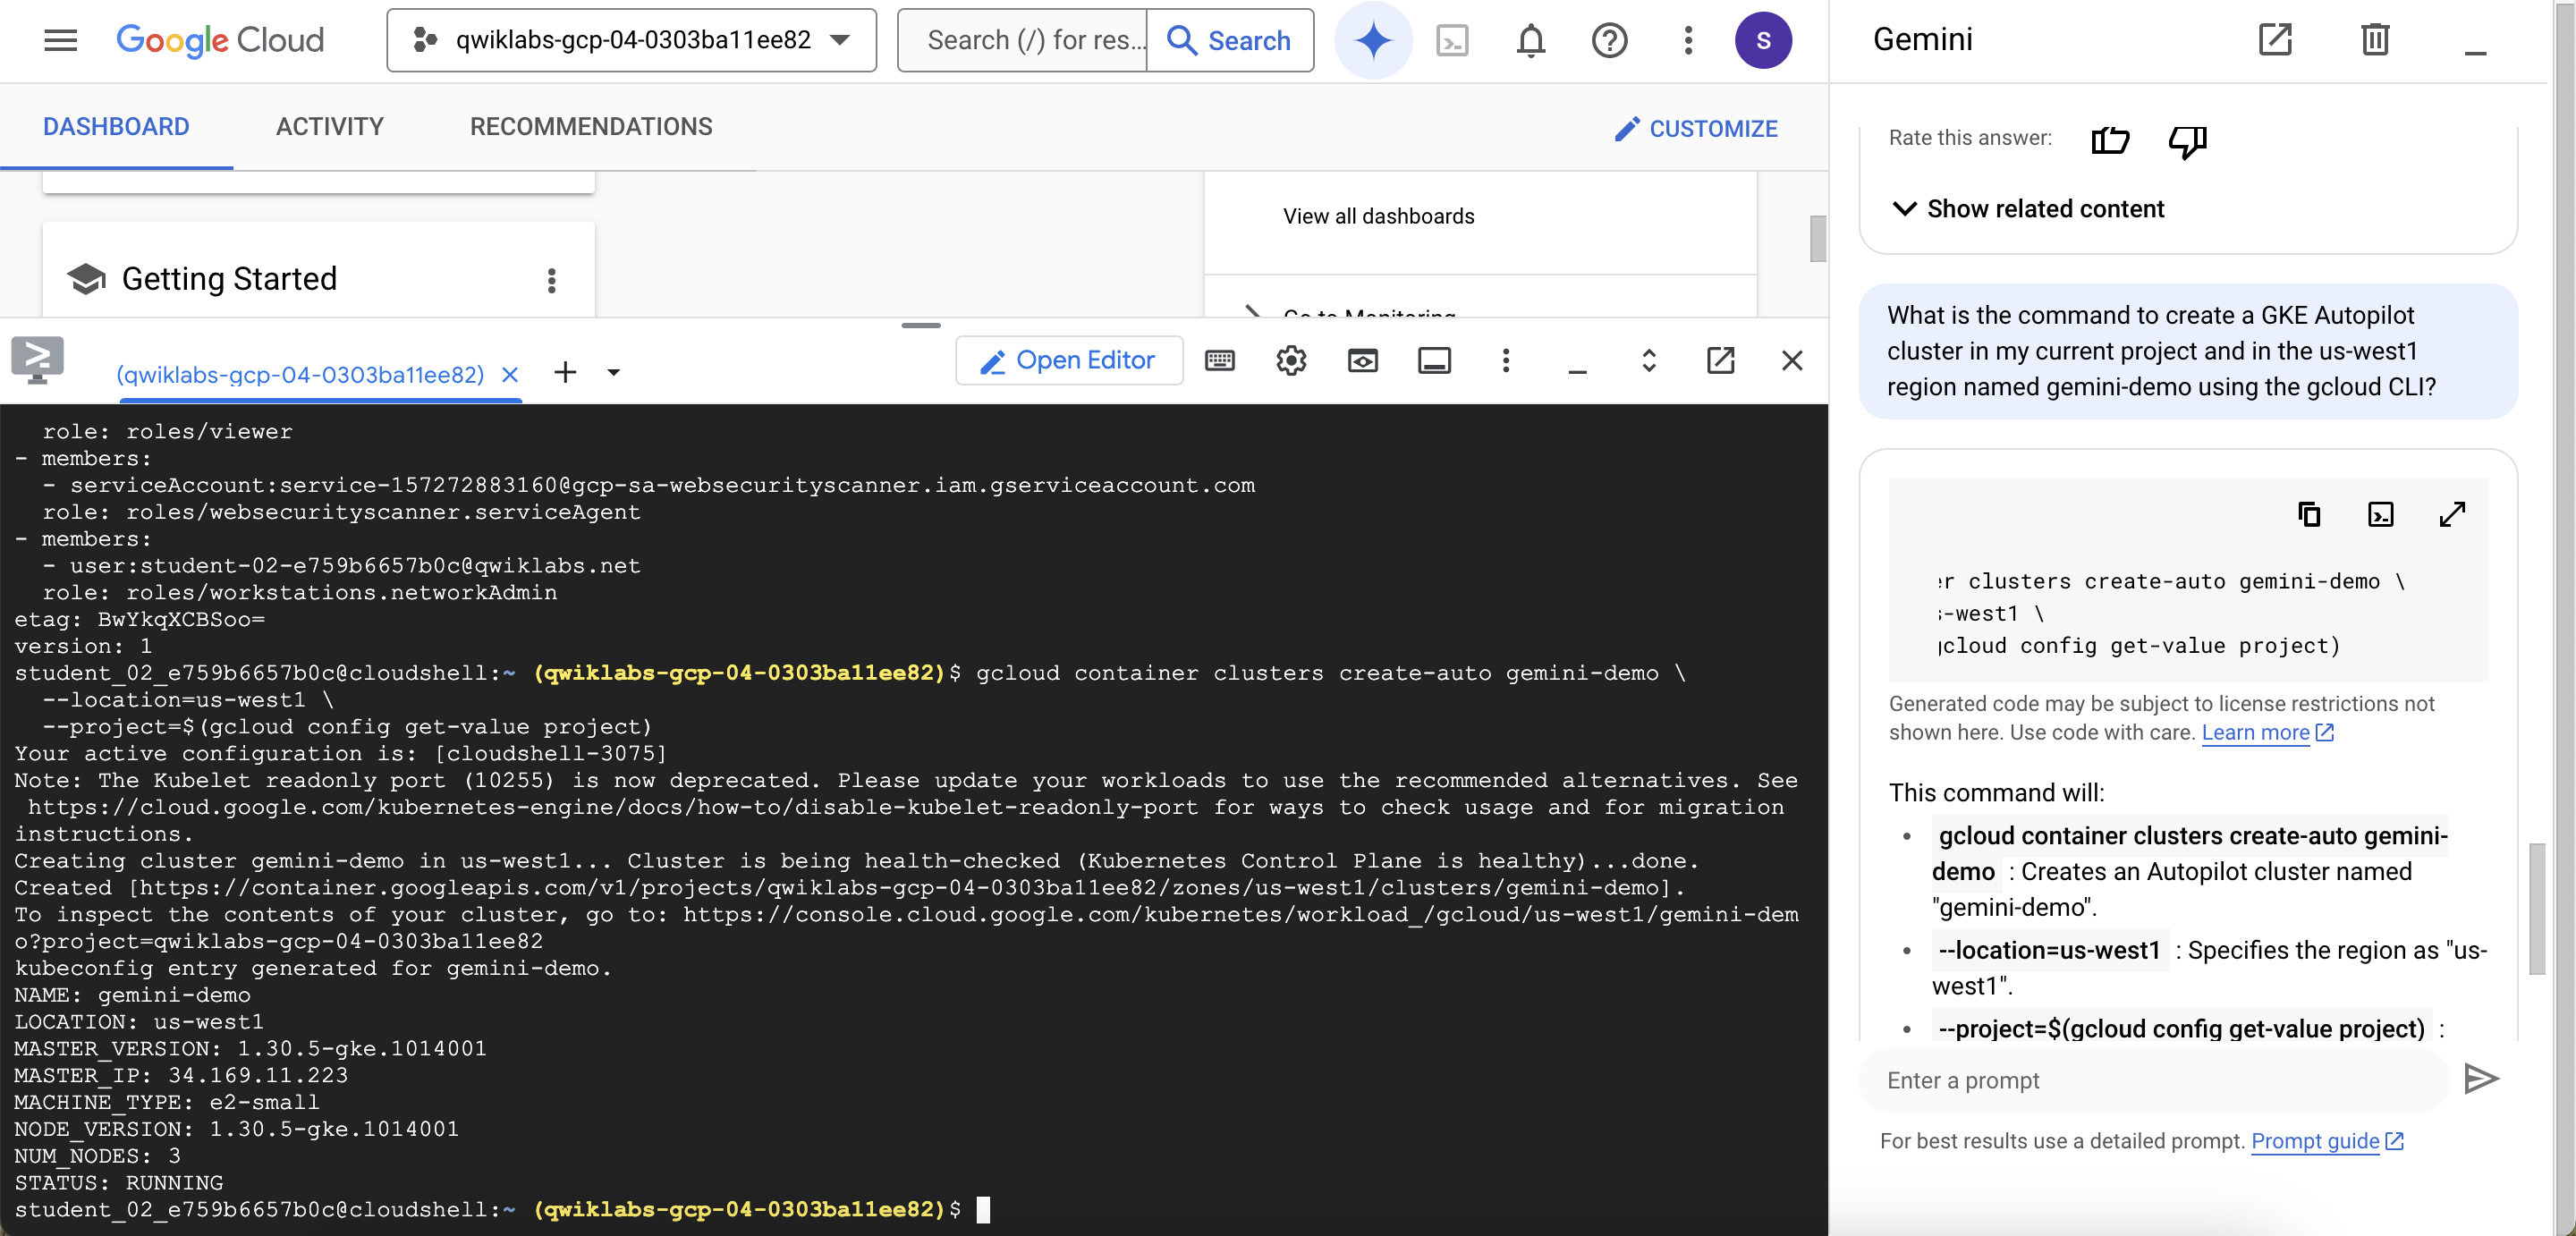 Google Cloud
qwiklabs-gcp-04-0303ba11ee82
Search (/) for res...
Search
S
DASHBOARD
ACTIVITY
RECOMMENDATIONS
CUSTOMIZE
View all dashboards
Getting Started
Go to Monitoring
(qwiklabs-gcp-04-0303ba11ee82)
Open Editor
role: roles/viewer
- members:
- serviceAccount:service-157272883160@gcp-sa-websecurityscanner.iam.gserviceaccount.com
role: roles/websecurityscanner.serviceAgent
- members:
- user:student-02-e759b6657b0c@qwiklabs.net
role: roles/workstations.networkAdmin
etag: BwYkqXCBSoo=
version: 1
student_02_e759b6657b0c@cloudshell:~ (qwiklabs-gcp-04-0303ba11ee82)$ gcloud container clusters create-auto gemini-demo \
--location=us-west1 \
--project=$(gcloud config get-value project)
Your active configuration is: [cloudshell-3075]
Note: The Kubelet readonly port (10255) is now deprecated. Please update your workloads to use the recommended alternatives. See
https://cloud.google.com/kubernetes-engine/docs/how-to/disable-kubelet-readonly-port for ways to check usage and for migration
instructions.
Creating cluster gemini-demo in us-west1... Cluster is being health-checked (Kubernetes Control Plane is healthy)...done.
Created [https://container.googleapis.com/v1/projects/qwiklabs-gcp-04-0303ba11ee82/zones/us-west1/clusters/gemini-demo].
To inspect the contents of your cluster, go to: https://console.cloud.google.com/kubernetes/workload_/gcloud/us-west1/gemini-dem
o?project=qwiklabs-gcp-04-0303ba11ee82
kubeconfig entry generated for gemini-demo.
NAME: gemini-demo
LOCATION: us-west1
MASTER_VERSION: 1.30.5-gke.1014001
MASTER_IP: 34.169.11.223
MACHINE_TYPE: e2-small
NODE_VERSION: 1.30.5-gke.1014001
NUM_NODES: 3
STATUS: RUNNING
student_02_e759b6657b0c@cloudshell:~ (qwiklabs-gcp-04-0303ba11ee82)$
Gemini
Rate this answer:
Show related content
What is the command to create a GKE Autopilot
cluster in my current project and in the us-west1
region named gemini-demo using the gcloud CLI?
er clusters create-auto gemini-demo \
s-west1 \
gcloud config get-value project)
Generated code may be subject to license restrictions not
shown here. Use code with care. Learn more
This command will:
• gcloud container clusters create-auto gemini-
demo : Creates an Autopilot cluster named
"gemini-demo".
• --location=us-west1 : Specifies the region as "us-
west1".
• --project=$(gcloud config get-value project) :
Enter a prompt
For best results use a detailed prompt. Prompt guide